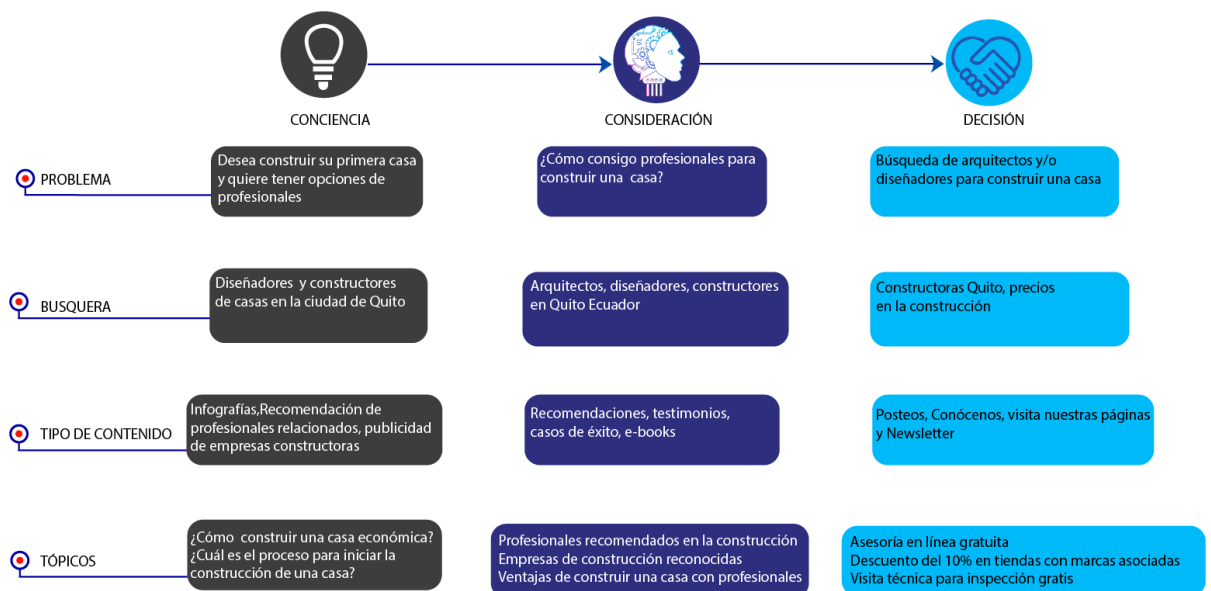 CONCIENCIA
CONSIDERACIÓN
DECISIÓN
PROBLEMA
Desea construir su primera casa
y quiere tener opciones de
profesionales
¿Cómo consigo profesionales para
construir una casa?
Búsqueda de arquitectos y/o
diseñadores para construir una casa
BUSQUERA
Diseñadores y constructores
de casas en la ciudad de Quito
Arquitectos, diseñadores, constructores
en Quito Ecuador
Constructoras Quito, precios
en la construcción
TIPO DE CONTENIDO
Infografías,Recomendación de
profesionales relacionados, publicidad
de empresas constructoras
Recomendaciones, testimonios,
casos de éxito, e-books
Posteos, Conócenos, visita nuestras páginas
y Newsletter
TÓPICOS
¿Cómo construir una casa económica?
¿Cuál es el proceso para iniciar la
construcción de una casa?
Profesionales recomendados en la construcción
Empresas de construcción reconocidas
Ventajas de construir una casa con profesionales
Asesoría en línea gratuita
Descuento del 10% en tiendas con marcas asociadas
Visita técnica para inspección gratis